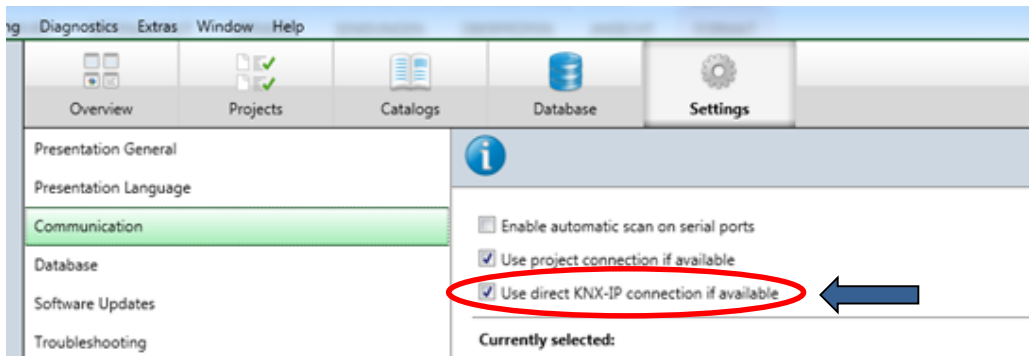 Diagnostics Extras Window Help
Overview Projects Catalogs Database Settings
Presentation General
Presentation Language
Communication
Database
Software Updates
Troubleshooting
Enable automatic scan on serial ports
Use project connection if available
Use direct KNX-IP connection if available
Currently selected: